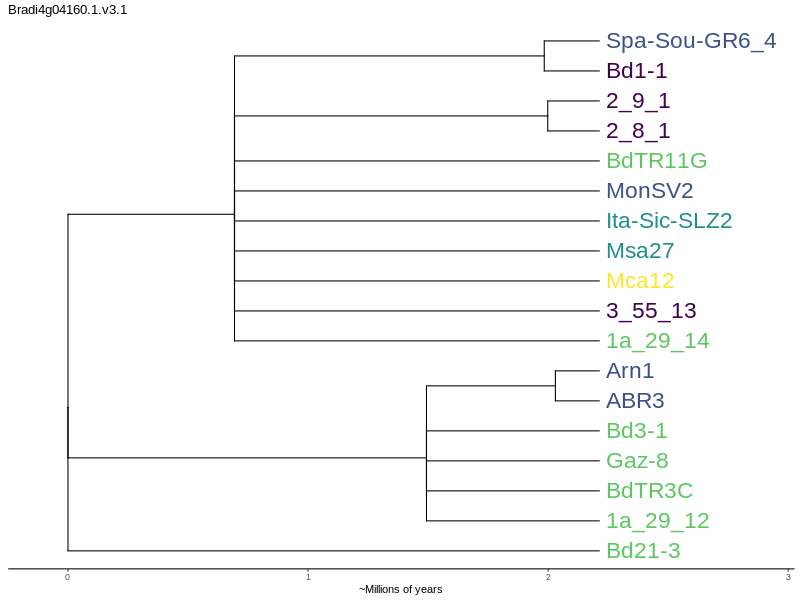 Bradi4g04160.1.v3.1
Spa-Sou-GR6_4
Bd1-1
2_9_1
2_8_1
BdTR11G
MonSV2
Ita-Sic-SLZ2
Msa27
Mca12
3_55_13
1a_29_14
Arn1
ABR3
Bd3-1
Gaz-8
BdTR3C
1a_29_12
Bd21-3
0 1 2 3
~Millions of years